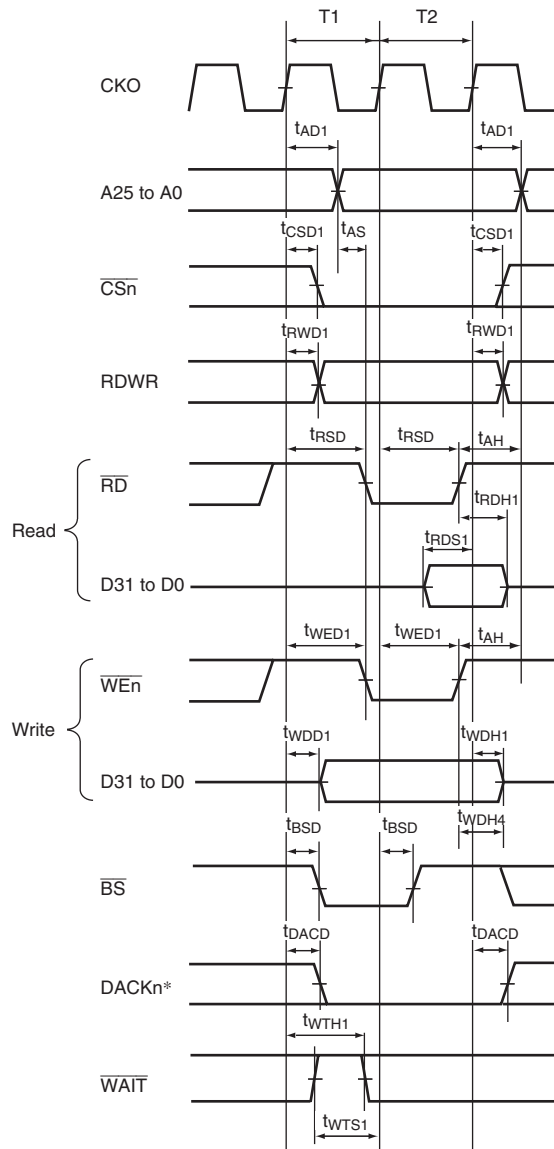 T1 T2
CKO
tAD1 tAD1
A25 to A0
tCSD1 tAS tCSD1
CSn
tRWD1 tRWD1
RDWR
tRSD tRSD tAH
RD
tRDH1
Read
tRDS1
D31 to D0
tWED1 tWED1 tAH
WEn
Write
tWDD1 tWDH1
D31 to D0
tWDH4
tBSD tBSD
BS
tDACD tDACD
DACKn*
tWTH1
WAIT
tWTS1